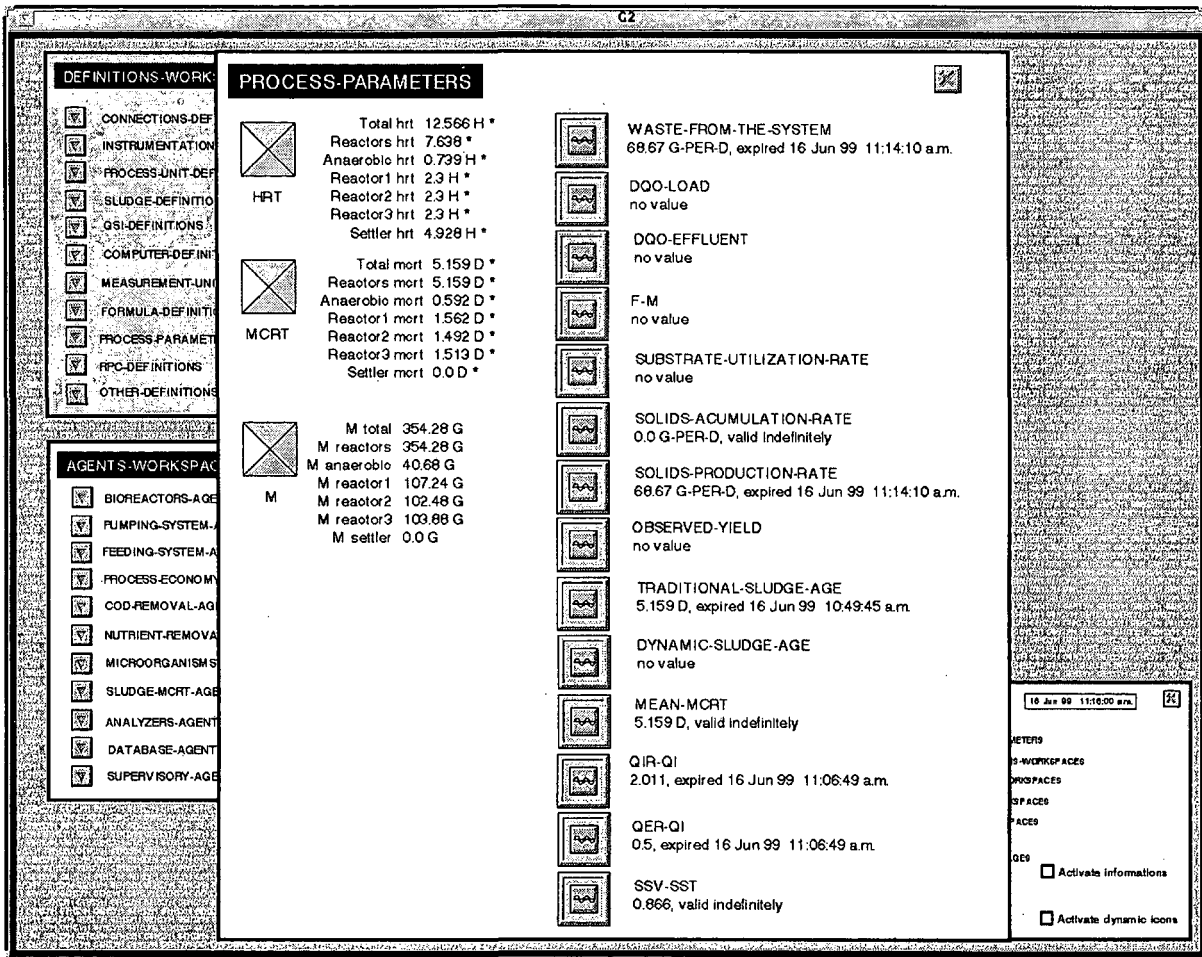 G2
DEFINITIONS-WORK
CONNECTIONS-DEF
INSTRUMENTATION
PROCESS-UNIT-DEF
SLUDGE-DEFINITIO
GSI-DEFINITIONS
COMPUTER-DEFINIT
MEASUREMENT-UNI
FORMULA-DEFINITI
PROCESS-PARAMET
RPC-DEFINITIONS
OTHER-DEFINITIONS
AGENTS-WORKSPAC
BIOREACTORS-AGE
PUMPING-SYSTEM-A
FEEDING-SYSTEM-A
PROCESS-ECONOMY
COD-REMOVAL-AGE
NUTRIENT-REMOVA
MICROORGANISMS
SLUDGE-MCRT-AGE
ANALYZERS-AGENT
DATABASE-AGENT
SUPERVISORY-AGE
PROCESS-PARAMETERS
HRT
Total hrt 12.566 H *
Reactors hrt 7.638 *
Anaerobic hrt 0.739 H *
Reactor1 hrt 2.3 H *
Reactor2 hrt 2.3 H *
Reactor3 hrt 2.3 H *
Settler hrt 4.928 H *
MCRT
Total mcrt 5.159 D *
Reactors mcrt 5.159 D *
Anaerobic mcrt 0.592 D *
Reactor1 mcrt 1.562 D *
Reactor2 mcrt 1.492 D *
Reactor3 mcrt 1.513 D *
Settler mcrt 0.0 D *
M
M total 354.28 G
M reactors 354.28 G
M anaerobic 40.68 G
M reactor1 107.24 G
M reactor2 102.48 G
M reactor3 103.88 G
M settler 0.0 G
WASTE-FROM-THE-SYSTEM
68.67 G-PER-D, expired 16 Jun 99 11:14:10 a.m.
DQO-LOAD
no value
DQO-EFFLUENT
no value
F-M
no value
SUBSTRATE-UTILIZATION-RATE
no value
SOLIDS-ACUMULATION-RATE
0.0 G-PER-D, valid indefinitely
SOLIDS-PRODUCTION-RATE
68.67 G-PER-D, expired 16 Jun 99 11:14:10 a.m.
OBSERVED-YIELD
no value
TRADITIONAL-SLUDGE-AGE
5.159 D, expired 16 Jun 99 10:49:45 a.m.
DYNAMIC-SLUDGE-AGE
no value
MEAN-MCRT
5.159 D, valid indefinitely
QIR-QI
2.011, expired 16 Jun 99 11:06:49 a.m.
QER-QI
0.5, expired 16 Jun 99 11:06:49 a.m.
SSV-SST
0.866, valid indefinitely
16 Jun 99 11:16:00 a.m.
METERS
S-WORKSPACES
ORKSPACES
KSPACES
PACES
GES
Activate informations
Activate dynamic icons